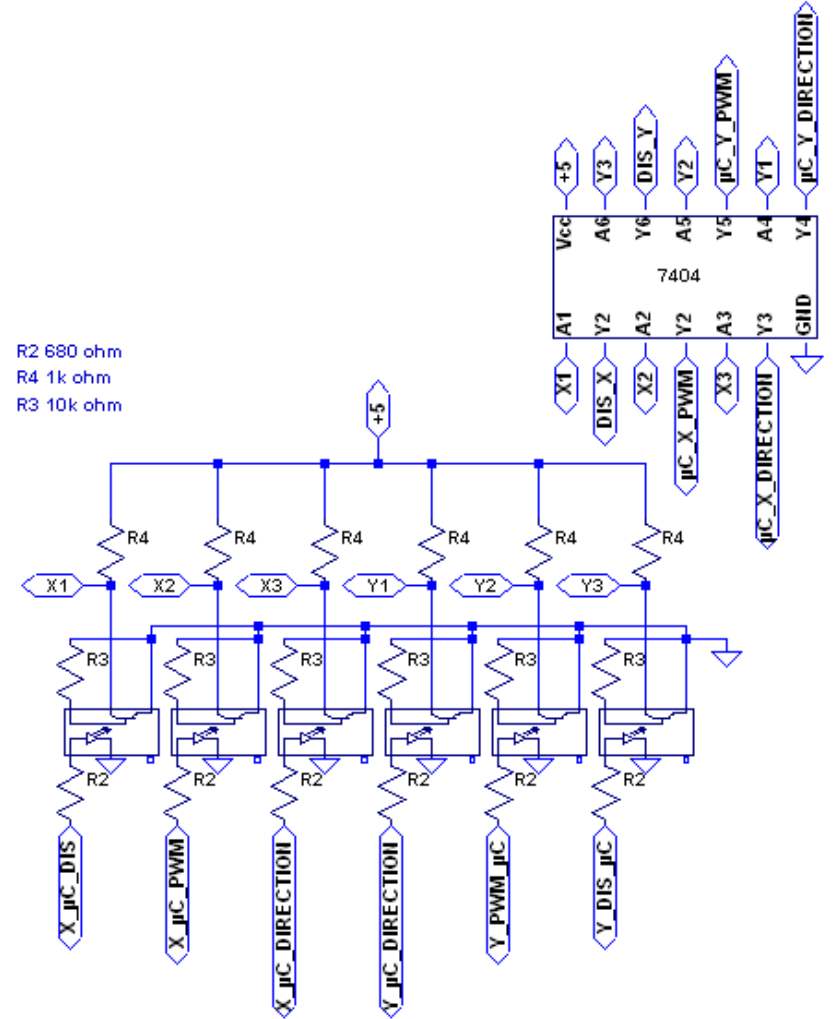 +5 Y3 DIS_Y Y2 µC_Y_PWM Y1 µC_Y_DIRECTION
Vcc A6 Y6 A5 Y5 A4 Y4
7404
A1 Y2 A2 Y2 A3 Y3 GND
X1 DIS_X X2 µC_X_PWM X3 µC_X_DIRECTION
R2 680 ohm
R4 1k ohm
R3 10k ohm
+5
R4 R4 R4 R4 R4 R4
X1 X2 X3 Y1 Y2 Y3
R3 R3 R3 R3 R3 R3
R2 R2 R2 R2 R2 R2
X_µC_DIS X_µC_PWM X_µC_DIRECTION Y_µC_DIRECTION Y_PWM_µC Y_DIS_µC